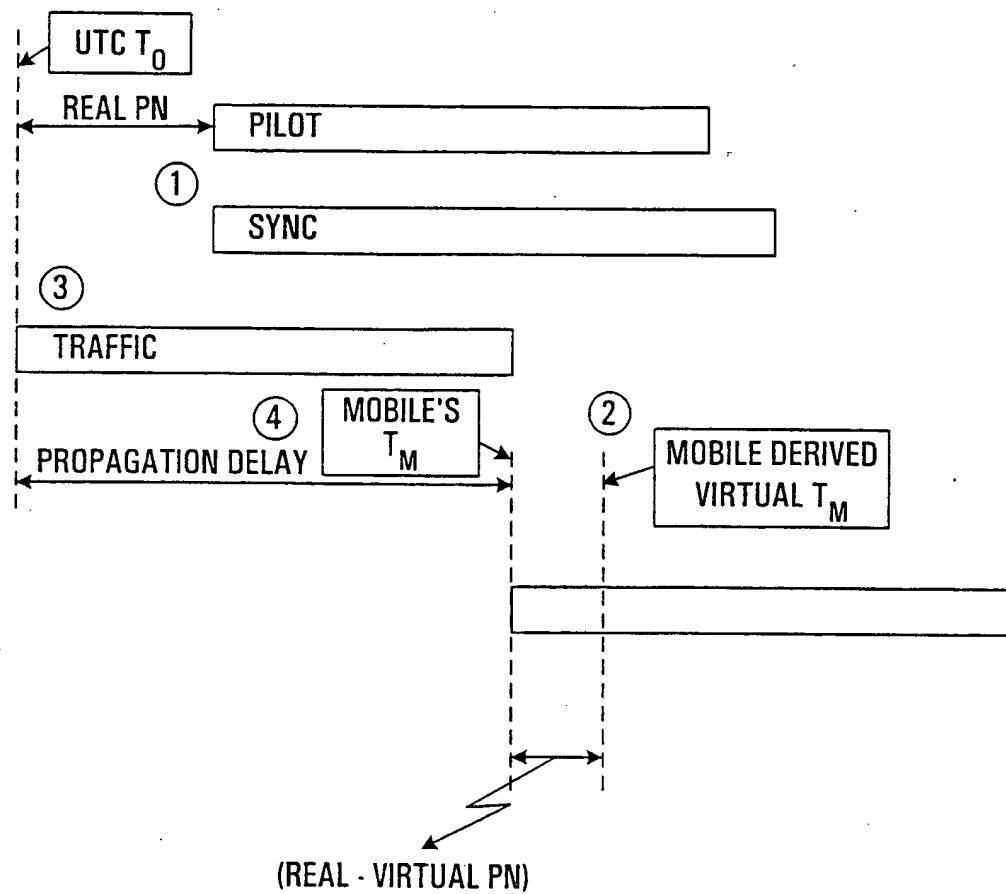 UTC T0
REAL PN
PILOT
①
SYNC
③
TRAFFIC
④
MOBILE'S
TM
②
PROPAGATION DELAY
MOBILE DERIVED
VIRTUAL TM
(REAL - VIRTUAL PN)